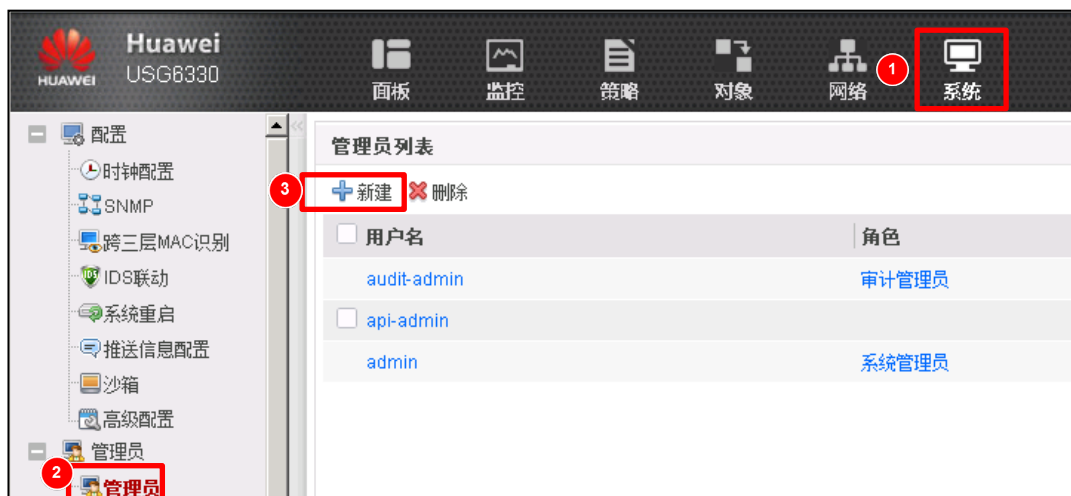 HUAWEI
Huawei
USG6330
面板
监控
策略
对象
网络
1
系统
配置
时钟配置
SNMP
跨三层MAC识别
IDS联动
系统重启
推送信息配置
沙箱
高级配置
管理员
2
管理员
管理员列表
3
新建 删除
用户名 角色
audit-admin 审计管理员
api-admin
admin 系统管理员